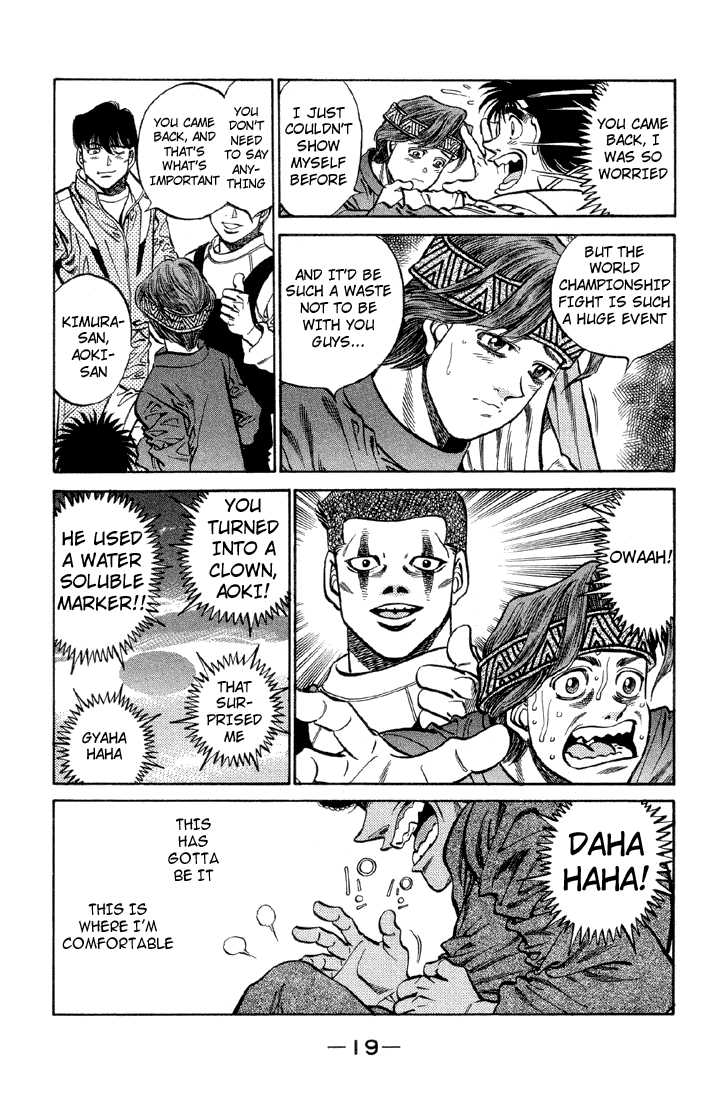 YOU CAME
BACK, I
WAS SO
WORRIED
I JUST
COULDN'T
SHOW
MYSELF
BEFORE
BUT THE
WORLD
CHAMPIONSHIP
FIGHT IS SUCH
A HUGE EVENT
AND IT'D BE
SUCH A WASTE
NOT TO BE
WITH YOU
GUYS...
YOU
DON'T
NEED
TO SAY
ANY-
THING
YOU CAME
BACK, AND
THAT'S
WHAT'S
IMPORTANT
KIMURA-
SAN,
AOKI-
SAN
OWAAH!
YOU
TURNED
INTO A
CLOWN,
AOKI!
HE USED
A WATER
SOLUBLE
MARKER!!
THAT
SUR-
PRISED
ME
GYAHA
HAHA
DAHA
HAHA!
THIS
HAS
GOTTA
BE IT
THIS IS
WHERE I'M
COMFORTABLE
—19—